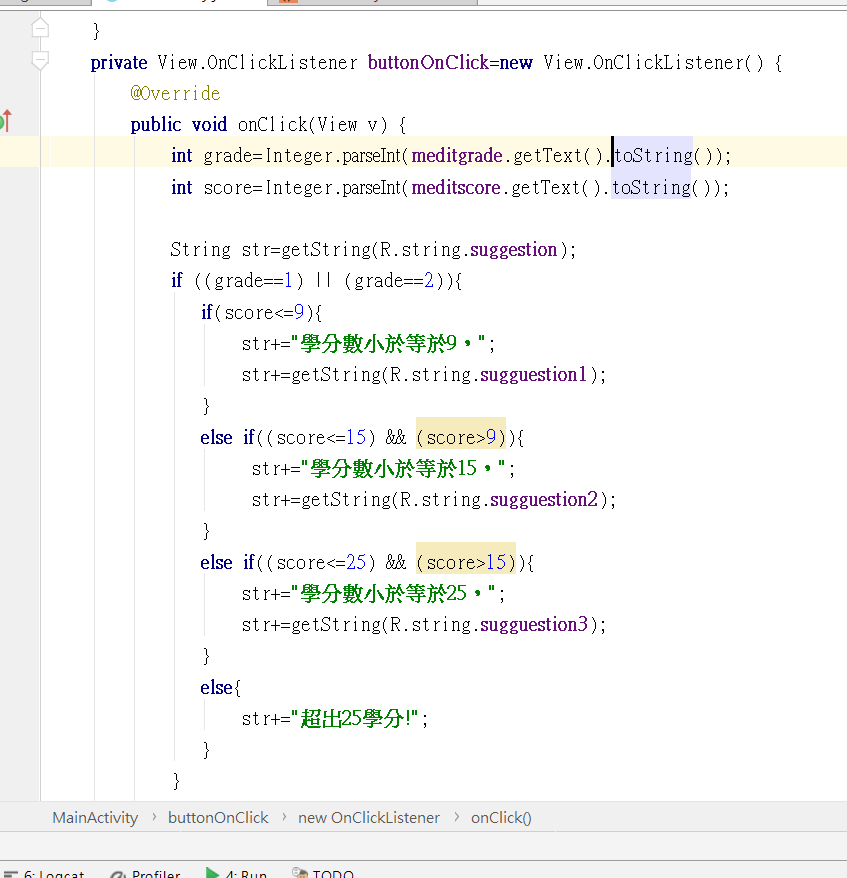 }
private View.OnClickListener buttonOnClick=new View.OnClickListener() {
@Override
public void onClick(View v) {
int grade=Integer.parseInt(meditgrade.getText().toString());
int score=Integer.parseInt(meditscore.getText().toString());
String str=getString(R.string.suggestion);
if ((grade==1) || (grade==2)){
if(score<=9){
str+="學分數小於等於9，";
str+=getString(R.string.sugguestion1);
}
else if((score<=15) && (score>9)){
str+="學分數小於等於15，";
str+=getString(R.string.sugguestion2);
}
else if((score<=25) && (score>15)){
str+="學分數小於等於25，";
str+=getString(R.string.sugguestion3);
}
else{
str+="超出25學分!";
}
}
MainActivity › buttonOnClick › new OnClickListener › onClick()
6: Logcat Profiler 4: Run TODO